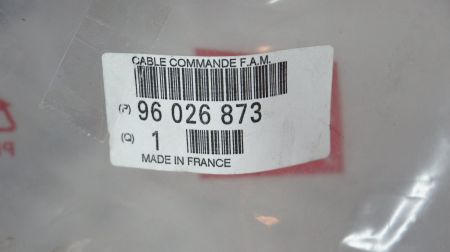 CABLE COMMANDE F.A.M.
(P) 96 026 873
(Q) 1
MADE IN FRANCE